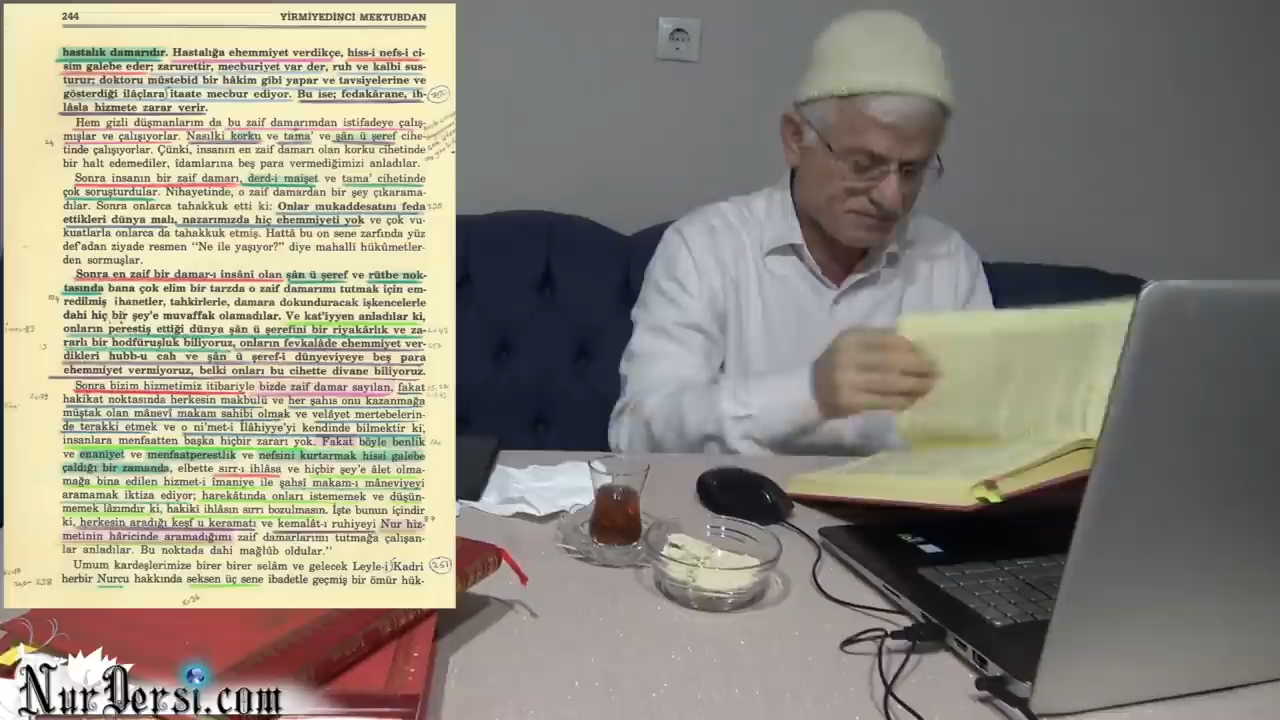 244 YİRMİYEDİNCİ MEKTUBDAN
hastalık damarıdır. Hastalığa ehemmiyet verdikçe, hiss-i nefs-i ci-
sim galebe eder; zarurettir, mecburiyet var der, ruh ve kalbi sus-
turur; doktoru müstebid bir hâkim gibi yapar ve tavsiyelerine ve
gösterdiği ilâçlara itaate mecbur ediyor. Bu ise; fedakârane, ih-
lâsla hizmete zarar verir.
Hem gizli düşmanlarım da bu zaif damarımdan istifadeye çalış-
mışlar ve çalışıyorlar. Nasılki korku ve tama' ve şân ü şeref cihe-
tinde çalışıyorlar. Çünki, insanın en zaif damarı olan korku cihetinde
bir halt edemediler, îdamlarına beş para vermediğimizi anladılar.
Sonra insanın bir zaif damarı, derd-i maişet ve tama' cihetinde
çok soruşturdular. Nihayetinde, o zaif damardan bir şey çıkarama-
dılar. Sonra onlarca tahakkuk etti ki: Onlar mukaddesatını feda
ettikleri dünya malı, nazarımızda hiç ehemmiyeti yok ve çok vu-
kuatlarla onlarca da tahakkuk etmiş. Hattâ bu on sene zarfında yüz
def'adan ziyade resmen "Ne ile yaşıyor?" diye mahallî hükûmetler-
den sormuşlar.
Sonra en zaif bir damar-ı insânî olan şân ü şeref ve rütbe nok-
tasında bana çok elîm bir tarzda o zaif damarımı tutmak için em-
redilmiş ihanetler, tahkirlerle, damara dokunduracak işkencelerle
dahi hiç bir şey'e muvaffak olamadılar. Ve kat'iyyen anladılar ki,
onların perestiş ettiği dünya şân ü şerefini bir riyakârlık ve za-
rarlı bir hodfürûşluk biliyoruz, onların fevkalâde ehemmiyet ver-
dikleri hubb-u cah ve şân ü şeref-i dünyeviyeye beş para
ehemmiyet vermiyoruz, belki onları bu cihette divane biliyoruz.
Sonra bizim hizmetimiz itibariyle bizde zaif damar sayılan, fakat
hakikat noktasında herkesin makbulü ve her şahıs onu kazanmağa
müştak olan mânevî makam sahibi olmak ve velâyet mertebelerin-
de terakki etmek ve o ni'met-i İlâhiyye'yi kendinde bilmektir ki,
insanlara menfaatten başka hiçbir zararı yok. Fakat böyle benlik
ve enaniyet ve menfaatperestlik ve nefsini kurtarmak hissi galebe
çaldığı bir zamanda, elbette sırr-ı ihlâsa ve hiçbir şey'e âlet olma-
mağa bina edilen hizmet-i îmaniye ile şahsî makam-ı mâneviyeyi
aramamak iktiza ediyor; harekâtında onları istememek ve düşün-
memek lâzımdır ki, hakikî ihlâsın sırrı bozulmasın. İşte bunun içindir
ki, herkesin aradığı keşf ü keramatı ve kemalât-ı ruhiyeyi Nur hiz-
metinin hâricinde aramadığımı zaif damarlarımı tutmağa çalışan-
lar anladılar. Bu noktada dahi mağlûb oldular."
Umum kardeşlerimize birer birer selâm ve gelecek Leyle-i Kadri
herbir Nurcu hakkında seksen üç sene ibadetle geçmiş bir ömür hük-
NurDersi.com